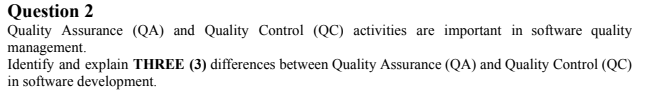 Question 2
Quality Assurance (QA) and Quality Control (QC) activities are important in software quality
management.
Identify and explain THREE (3) differences between Quality Assurance (QA) and Quality Control (QC)
in software development.